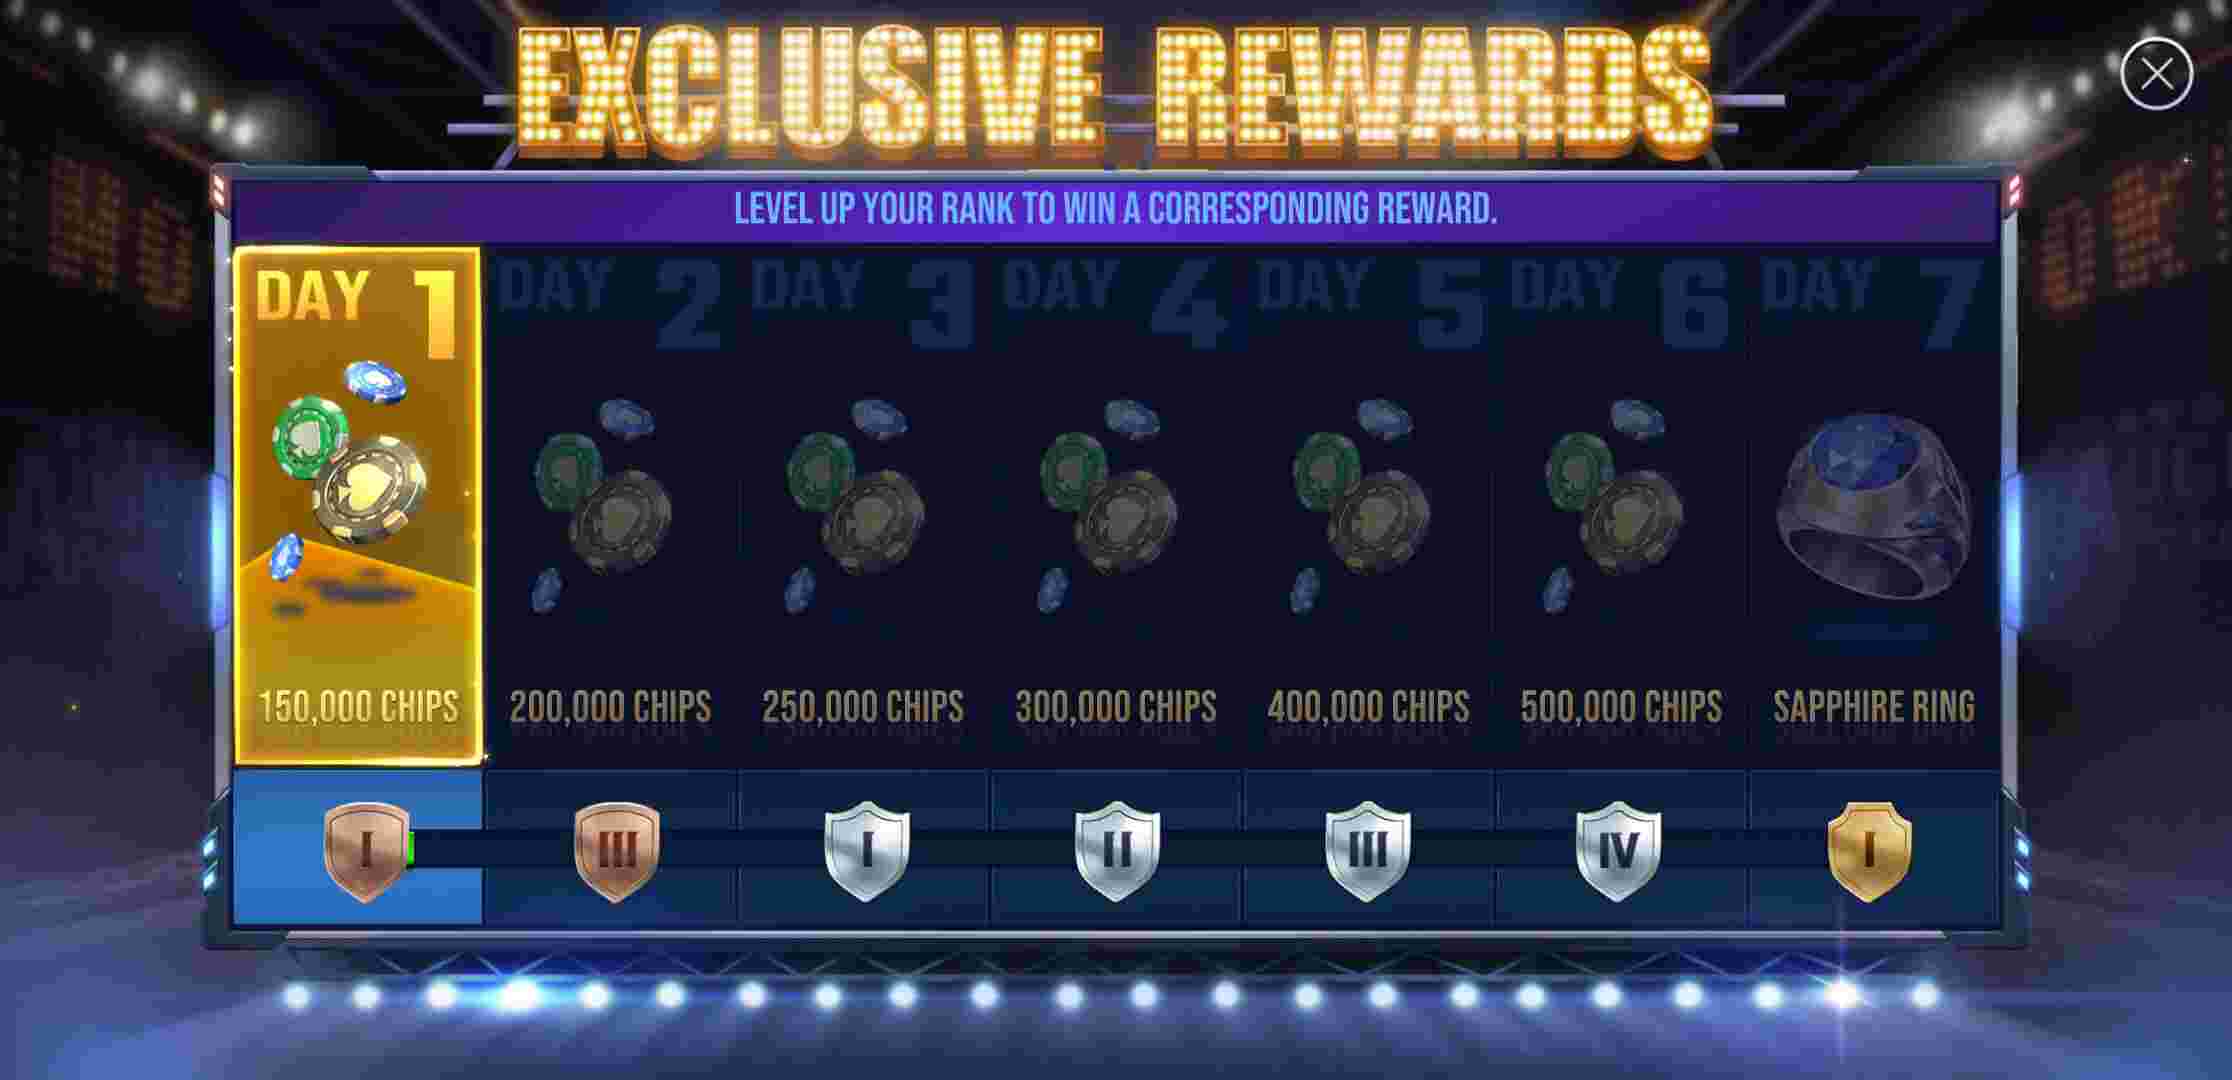 EXCLUSIVE REWARDS
LEVEL UP YOUR RANK TO WIN A CORRESPONDING REWARD.
DAY 1
DAY 2
DAY 3
DAY 4
DAY 5
DAY 6
DAY 7
150,000 CHIPS
200,000 CHIPS
250,000 CHIPS
300,000 CHIPS
400,000 CHIPS
500,000 CHIPS
SAPPHIRE RING
I
III
I
II
III
IV
I